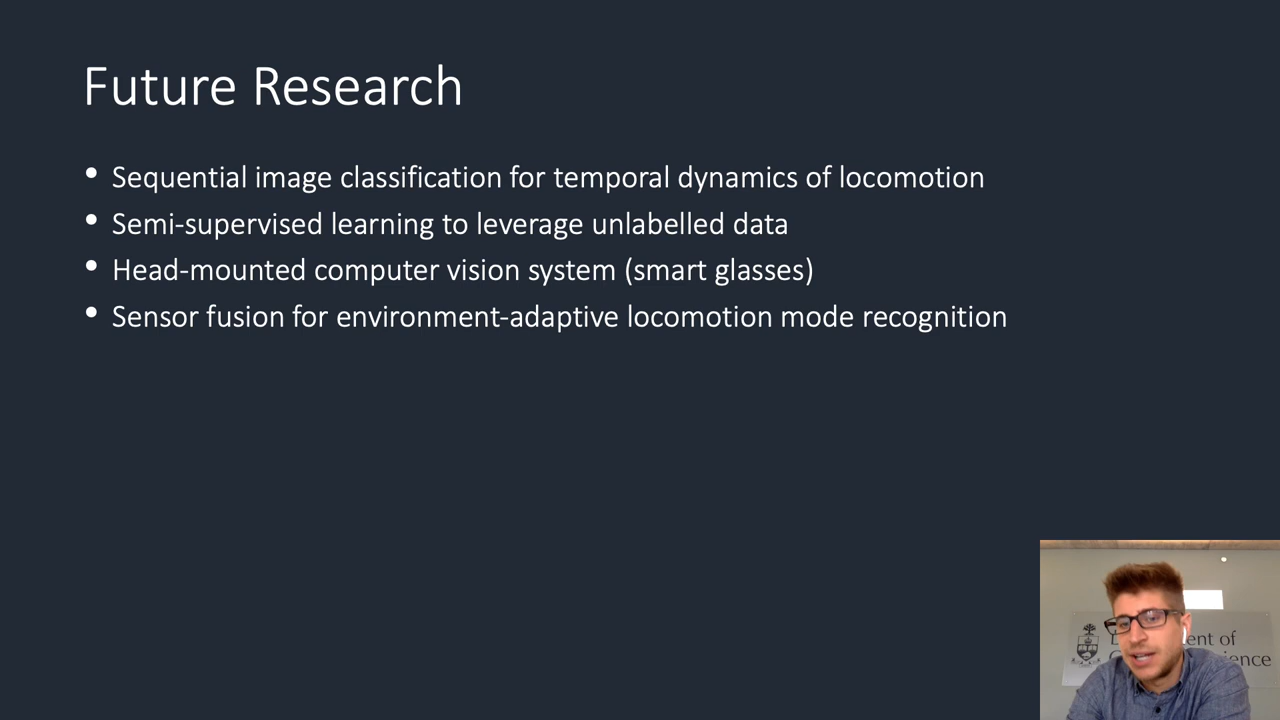 Future Research
• Sequential image classification for temporal dynamics of locomotion
• Semi-supervised learning to leverage unlabelled data
• Head-mounted computer vision system (smart glasses)
• Sensor fusion for environment-adaptive locomotion mode recognition
of